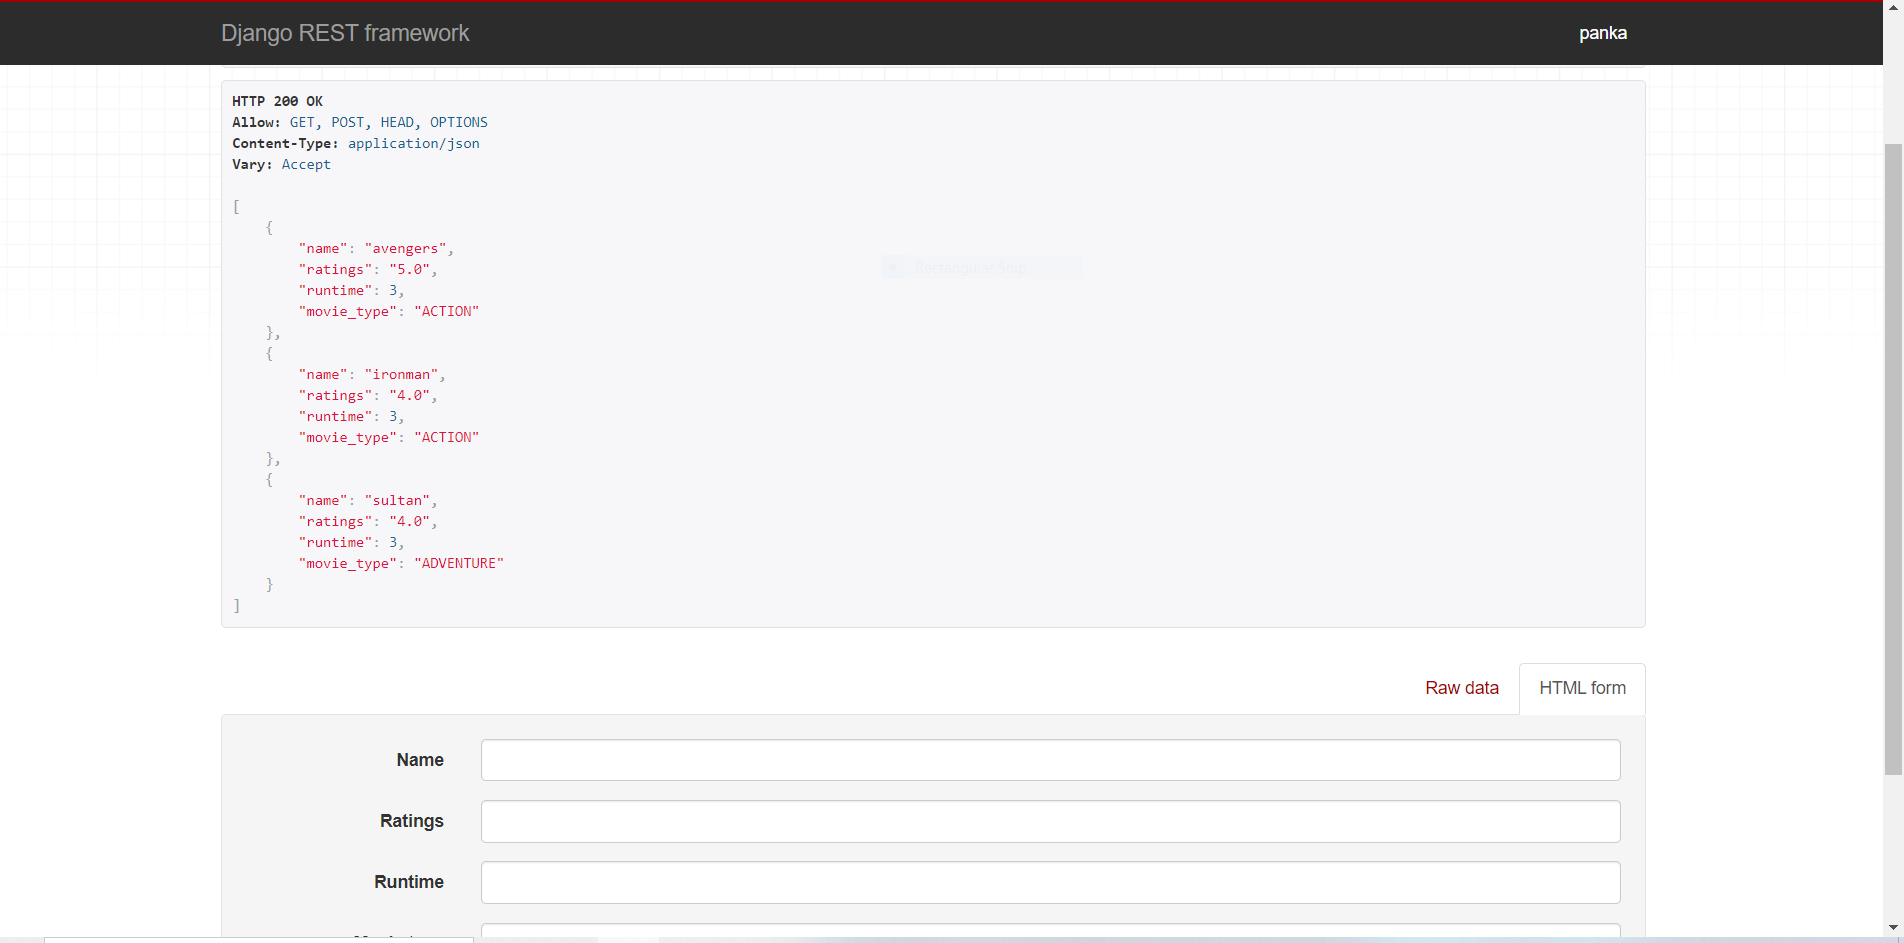 Django REST framework
panka
HTTP 200 OK
Allow: GET, POST, HEAD, OPTIONS
Content-Type: application/json
Vary: Accept
[
    {
        "name": "avengers",
        "ratings": "5.0",
        "runtime": 3,
        "movie_type": "ACTION"
    },
    {
        "name": "ironman",
        "ratings": "4.0",
        "runtime": 3,
        "movie_type": "ACTION"
    },
    {
        "name": "sultan",
        "ratings": "4.0",
        "runtime": 3,
        "movie_type": "ADVENTURE"
    }
]
Rectangular Snip
Raw data
HTML form
Name
Ratings
Runtime